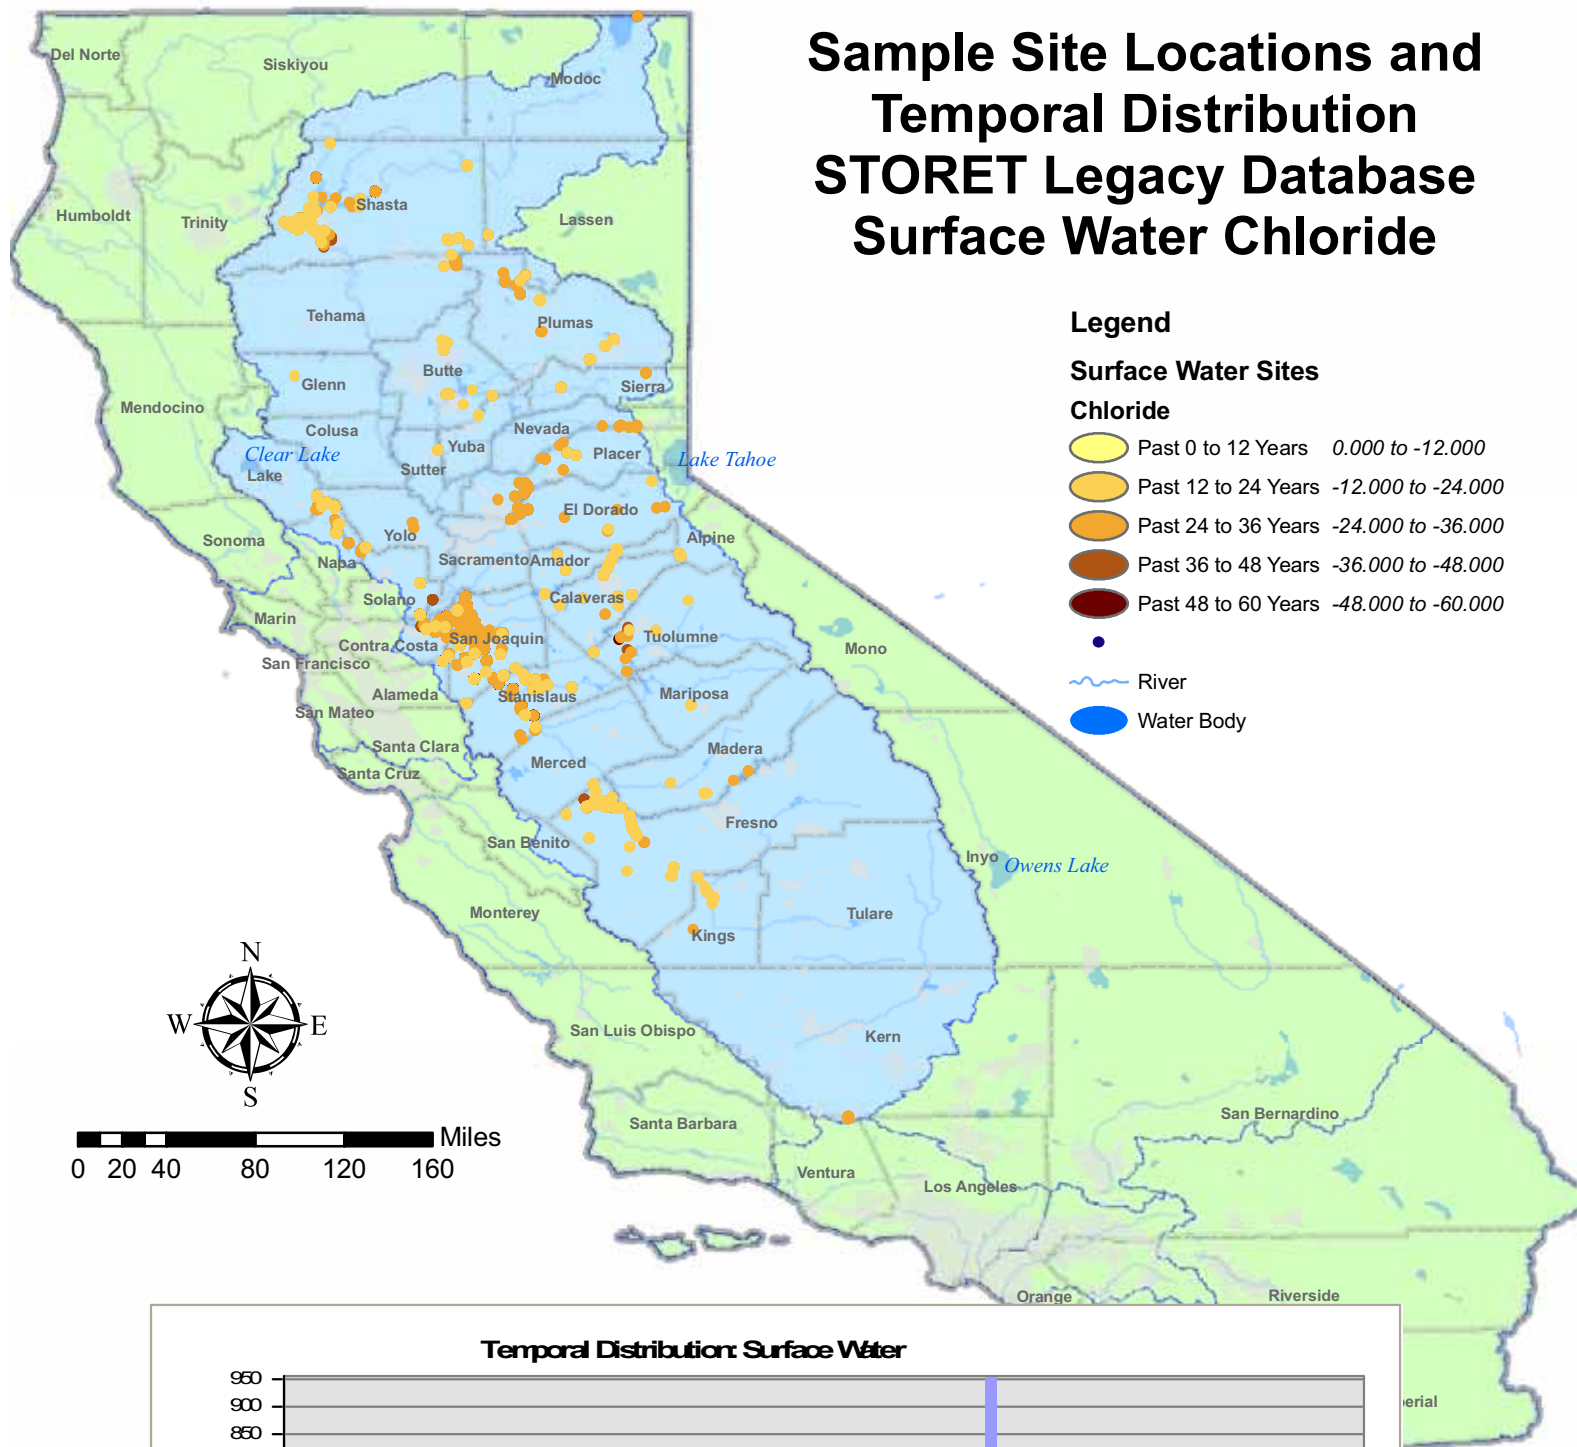 Sample Site Locations and
Temporal Distribution
STORET Legacy Database
Surface Water Chloride
Legend
Surface Water Sites
Chloride
Past 0 to 12 Years 0.000 to -12.000
Past 12 to 24 Years -12.000 to -24.000
Past 24 to 36 Years -24.000 to -36.000
Past 36 to 48 Years -36.000 to -48.000
Past 48 to 60 Years -48.000 to -60.000
River
Water Body
Del Norte
Siskiyou
Modoc
Humboldt
Trinity
Shasta
Lassen
Tehama
Plumas
Butte
Glenn
Sierra
Mendocino
Colusa
Nevada
Yuba
Placer
Clear Lake
Lake
Sutter
Lake Tahoe
El Dorado
Sonoma
Yolo
Alpine
Napa
Sacramento
Amador
Solano
Calaveras
Marin
Contra Costa
San Joaquin
Tuolumne
Mono
San Francisco
Alameda
Stanislaus
Mariposa
San Mateo
Santa Clara
Madera
Merced
Santa Cruz
Fresno
San Benito
Inyo
Owens Lake
Monterey
Tulare
Kings
N
W
E
S
San Luis Obispo
Kern
Santa Barbara
San Bernardino
Miles
0 20 40 80 120 160
Ventura
Los Angeles
Orange
Riverside
erial
Temporal Distribution: Surface Water
950
900
850